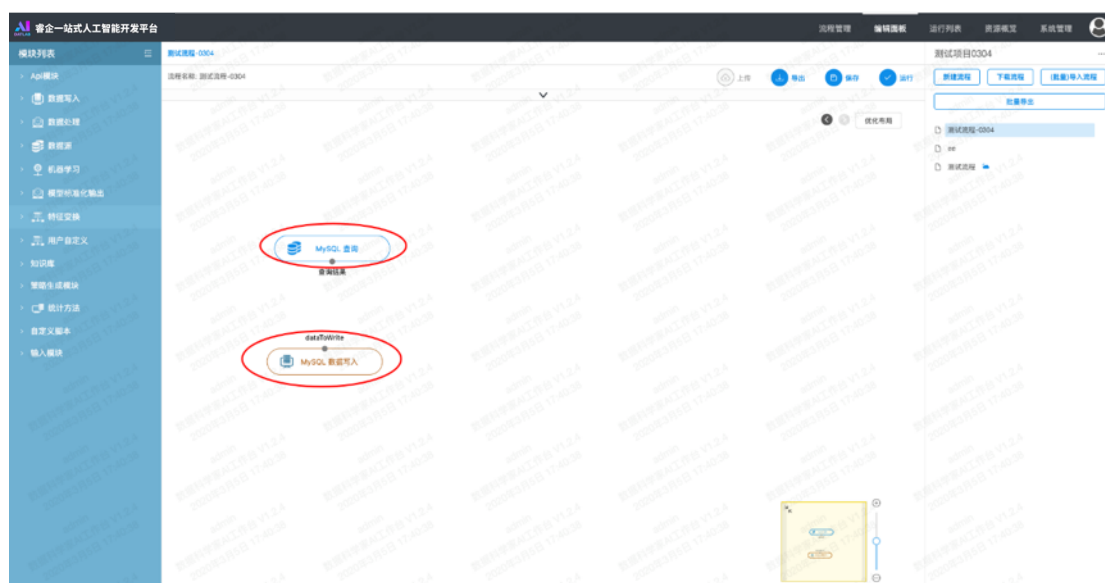 睿企一站式人工智能开发平台
流程管理
编辑面板
运行列表
资源概览
系统管理
模块列表
测试流程-0304
测试项目0304
Api模块
流程名称: 测试流程-0304
上传
导出
保存
运行
新建流程
下载流程
(批量)导入流程
数据写入
批量导出
数据处理
优化布局
测试流程-0304
数据源
机器学习
测试流程
模型标准化输出
特征变换
用户自定义
MySQL 查询
知识库
查询结果
智能生成模块
统计方法
自定义脚本
dataToWrite
输入模块
MySQL 数据写入